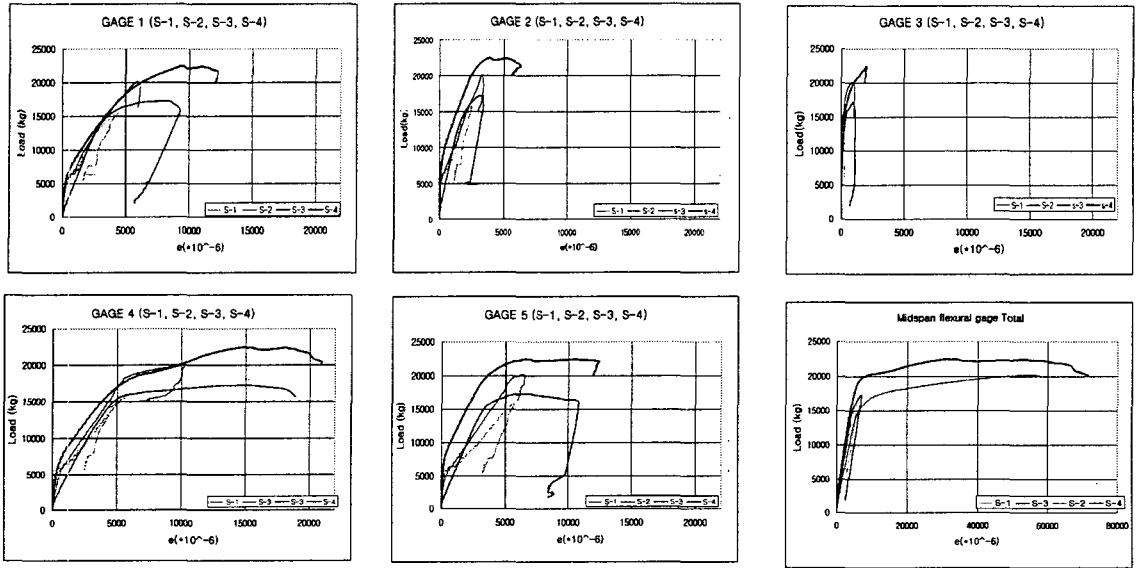 GAGE 1 (S-1, S-2, S-3, S-4)
Load (kg)
25000
20000
15000
10000
5000
0
0 5000 10000 15000 20000
S-1 S-2 S-3 S-4
e(*10^-6)
GAGE 2 (S-1, S-2, S-3, S-4)
Load(kg)
25000
20000
15000
10000
5000
0
0 5000 10000 15000 20000
S-1 S-2 s-3 s-4
e(*10^-6)
GAGE 3 (S-1, S-2, S-3, S-4)
Load(kg)
25000
20000
15000
10000
5000
0
0 5000 10000 15000 20000
S-1 S-2 s-3 s-4
e(*10^-6)
GAGE 4 (S-1, S-2, S-3, S-4)
Load (kg)
25000
20000
15000
10000
5000
0
0 5000 10000 15000 20000
S-1 S-3 S-3 S-4
e(*10^-6)
GAGE 5 (S-1, S-2, S-3, S-4)
Load (kg)
25000
20000
15000
10000
5000
0
0 5000 10000 15000 20000
S-1 S-2 S-3 S-4
e(*10^-6)
Midspan flexural gage Total
Load (kg)
25000
20000
15000
10000
5000
0
0 20000 40000 60000 80000
S-1 S-3 S-2 S-4
e(*10^-6)